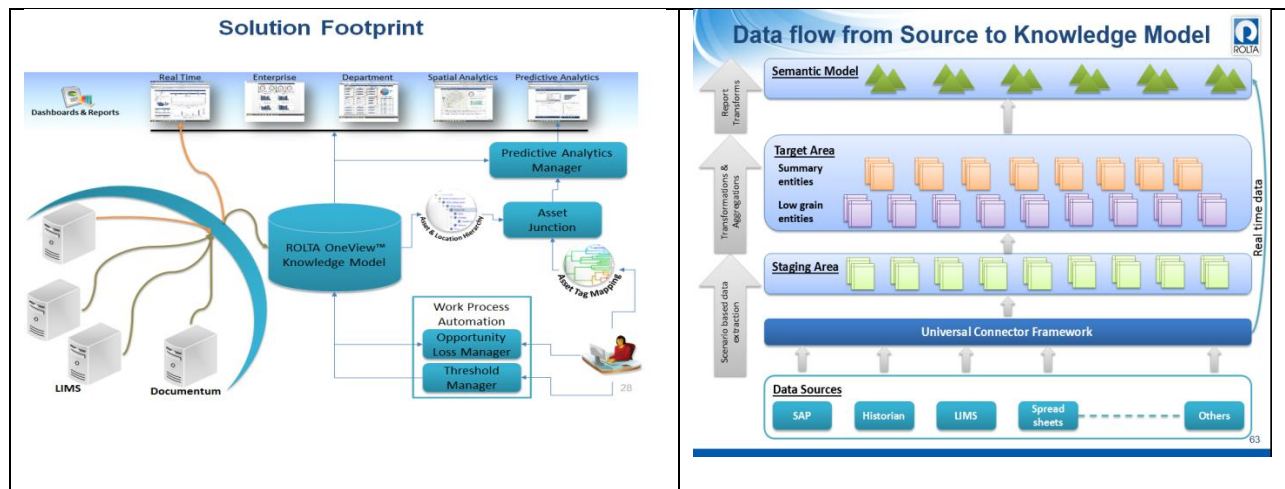 Solution Footprint
Real Time
Enterprise
Department
Spatial Analytics
Predictive Analytics
Dashboards & Reports
Predictive Analytics
Manager
Asset & Location Hierarchy
Asset
Junction
ROLTA OneView™
Knowledge Model
Asset Tag Mapping
Work Process
Automation
Opportunity
Loss Manager
Threshold
Manager
LIMS
Documentum
28
Data flow from Source to Knowledge Model
ROLTA
Report
Transforms
Semantic Model
Transformations &
Aggregations
Target Area
Summary
entities
Low grain
entities
Real time data
Scenario based data
extraction
Staging Area
Universal Connector Framework
Data Sources
SAP
Historian
LIMS
Spread
sheets
Others
63